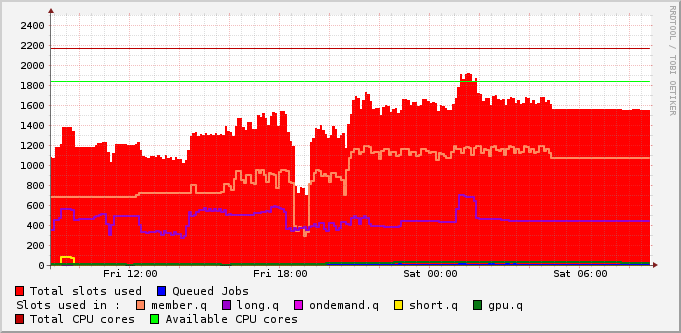 2400
2200
2000
1800
1600
1400
1200
1000
800
600
400
200
0
Fri 12:00 Fri 18:00 Sat 00:00 Sat 06:00
Total slots used Queued Jobs
Slots used in : member.q long.q ondemand.q short.q gpu.q
Total CPU cores Available CPU cores
RRDTOOL / TOBI OETIKER